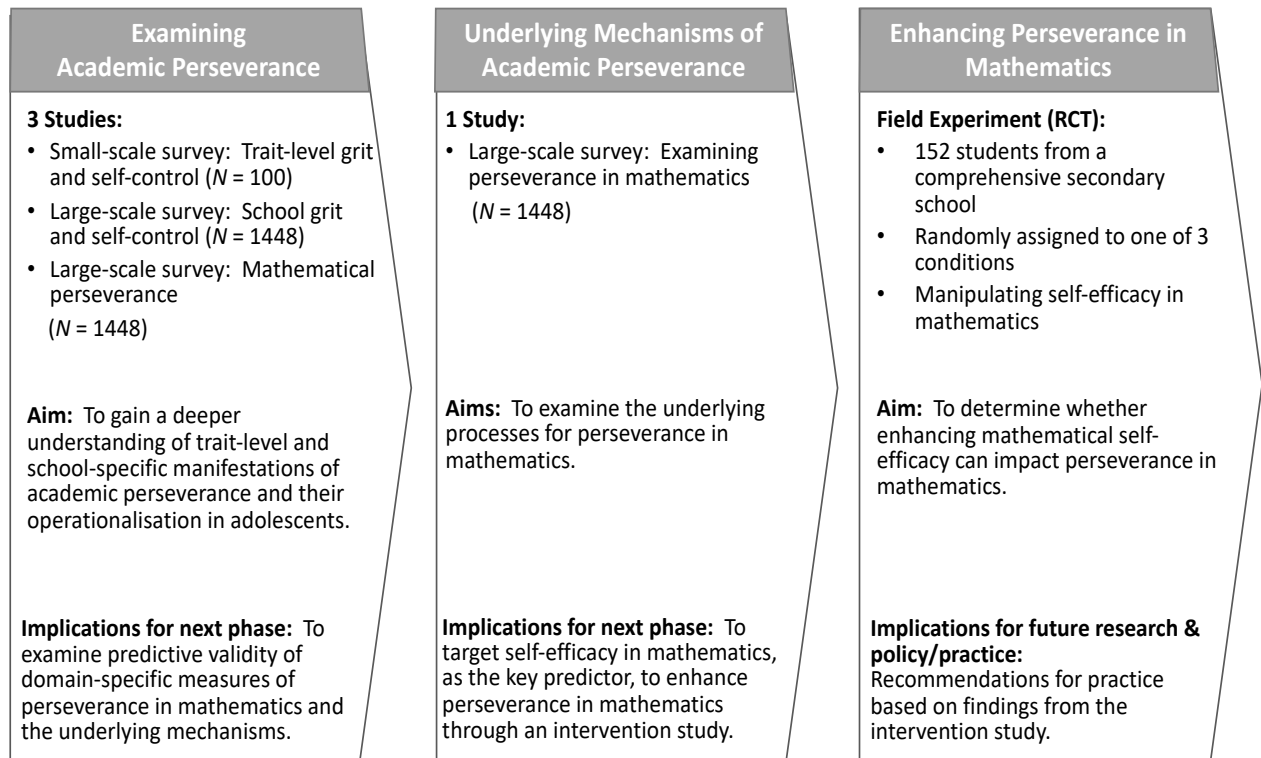 Examining
Academic Perseverance
3 Studies:
• Small-scale survey: Trait-level grit
and self-control (N = 100)
• Large-scale survey: School grit
and self-control (N = 1448)
• Large-scale survey: Mathematical
perseverance
(N = 1448)
Aim: To gain a deeper
understanding of trait-level and
school-specific manifestations of
academic perseverance and their
operationalisation in adolescents.
Implications for next phase: To
examine predictive validity of
domain-specific measures of
perseverance in mathematics and
the underlying mechanisms.
Underlying Mechanisms of
Academic Perseverance
1 Study:
• Large-scale survey: Examining
perseverance in mathematics
(N = 1448)
Aims: To examine the underlying
processes for perseverance in
mathematics.
Implications for next phase: To
target self-efficacy in mathematics,
as the key predictor, to enhance
perseverance in mathematics
through an intervention study.
Enhancing Perseverance in
Mathematics
Field Experiment (RCT):
• 152 students from a
comprehensive secondary
school
• Randomly assigned to one of 3
conditions
• Manipulating self-efficacy in
mathematics
Aim: To determine whether
enhancing mathematical self-
efficacy can impact perseverance in
mathematics.
Implications for future research &
policy/practice:
Recommendations for practice
based on findings from the
intervention study.